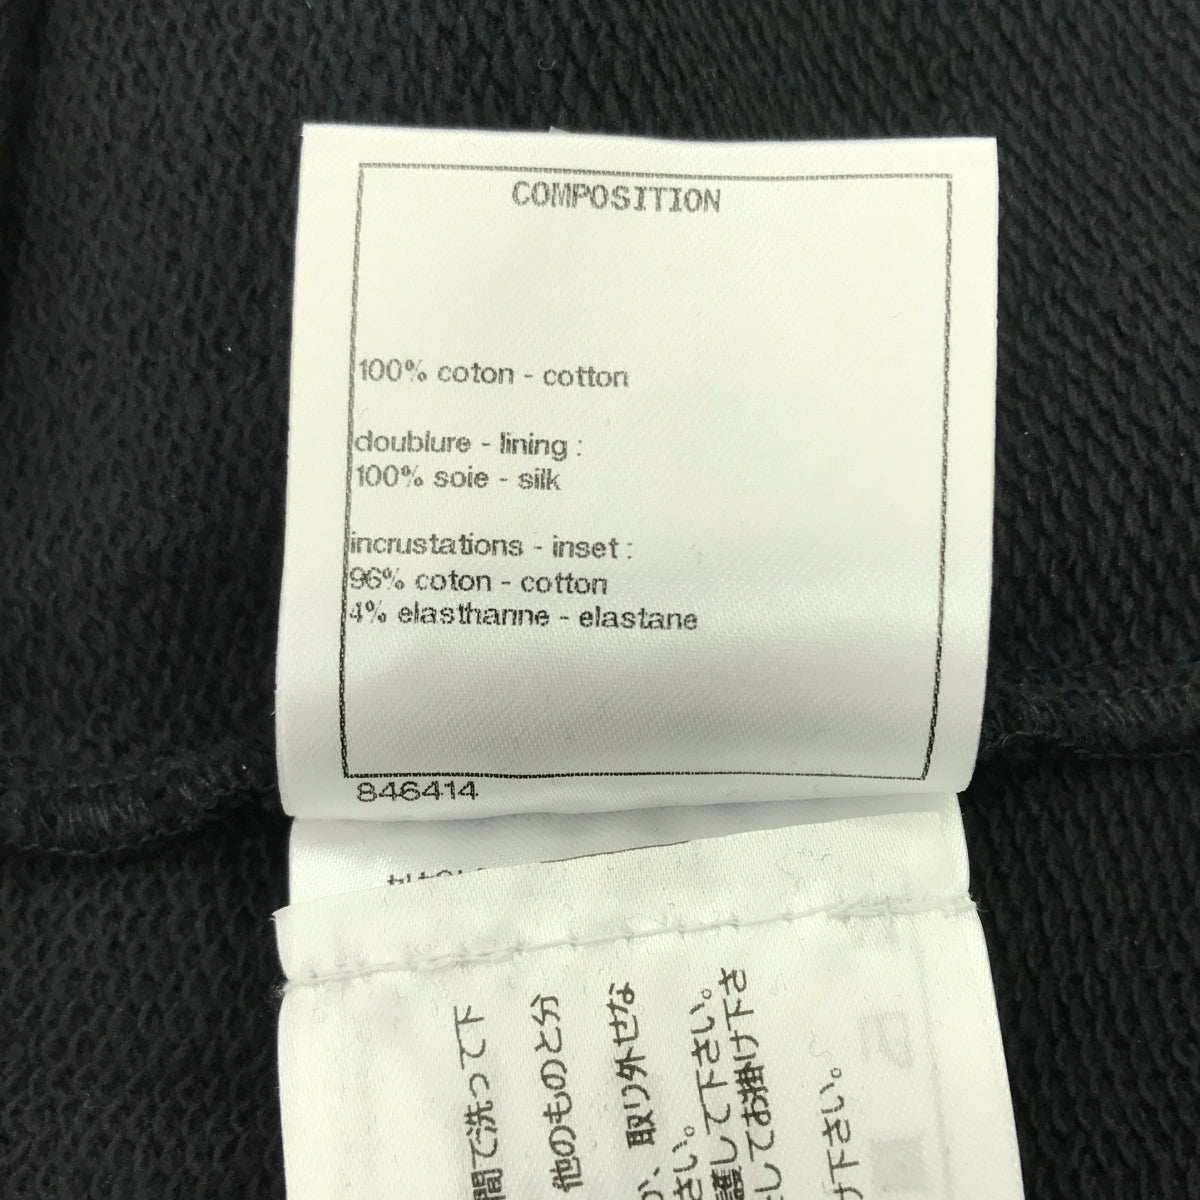 COMPOSITION
100% coton - cotton
doublure - lining :
100% soie - silk
incrustations - inset :
96% coton - cotton
4% elasthanne - elastane
846414
間で洗って下
他のものと分
か、取り外せな
さい。
護して下さい。
してお掛け下さ
け下さい。